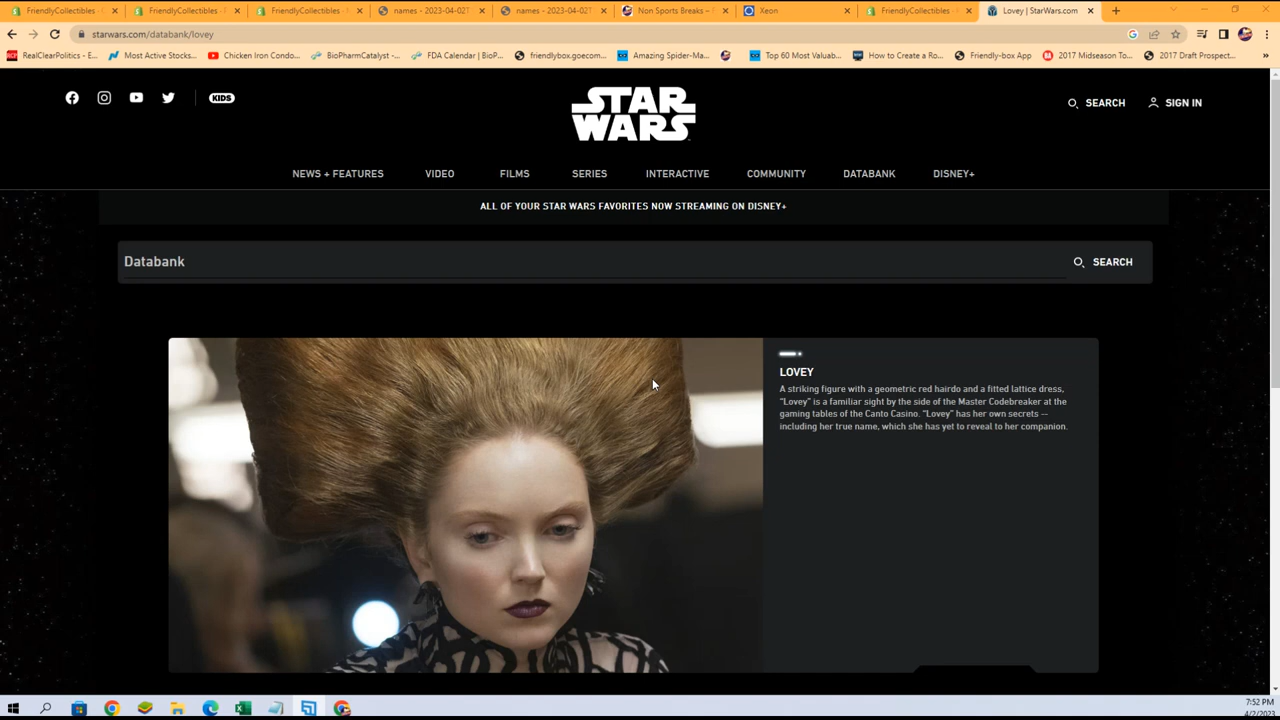 FriendlyCollectibles -
FriendlyCollectibles -
FriendlyCollectibles -
names - 2023-04-02T
names - 2023-04-02T
Non Sports Breaks –
Xeon
FriendlyCollectibles -
Lovey | StarWars.com
starwars.com/databank/lovey
RealClearPolitics - E...
Most Active Stocks...
Chicken Iron Condo...
BioPharmCatalyst -...
FDA Calendar | BioP...
friendlybox.goecom...
Amazing Spider-Ma...
Top 60 Most Valuab...
How to Create a Ro...
Friendly-box App
2017 Midseason To...
2017 Draft Prospect...
KIDS
STAR WARS
SEARCH
SIGN IN
NEWS + FEATURES
VIDEO
FILMS
SERIES
INTERACTIVE
COMMUNITY
DATABANK
DISNEY+
ALL OF YOUR STAR WARS FAVORITES NOW STREAMING ON DISNEY+
Databank
SEARCH
LOVEY
A striking figure with a geometric red hairdo and a fitted lattice dress,
"Lovey" is a familiar sight by the side of the Master Codebreaker at the
gaming tables of the Canto Casino. "Lovey" has her own secrets --
including her true name, which she has yet to reveal to her companion.
7:52 PM
4/2/2023